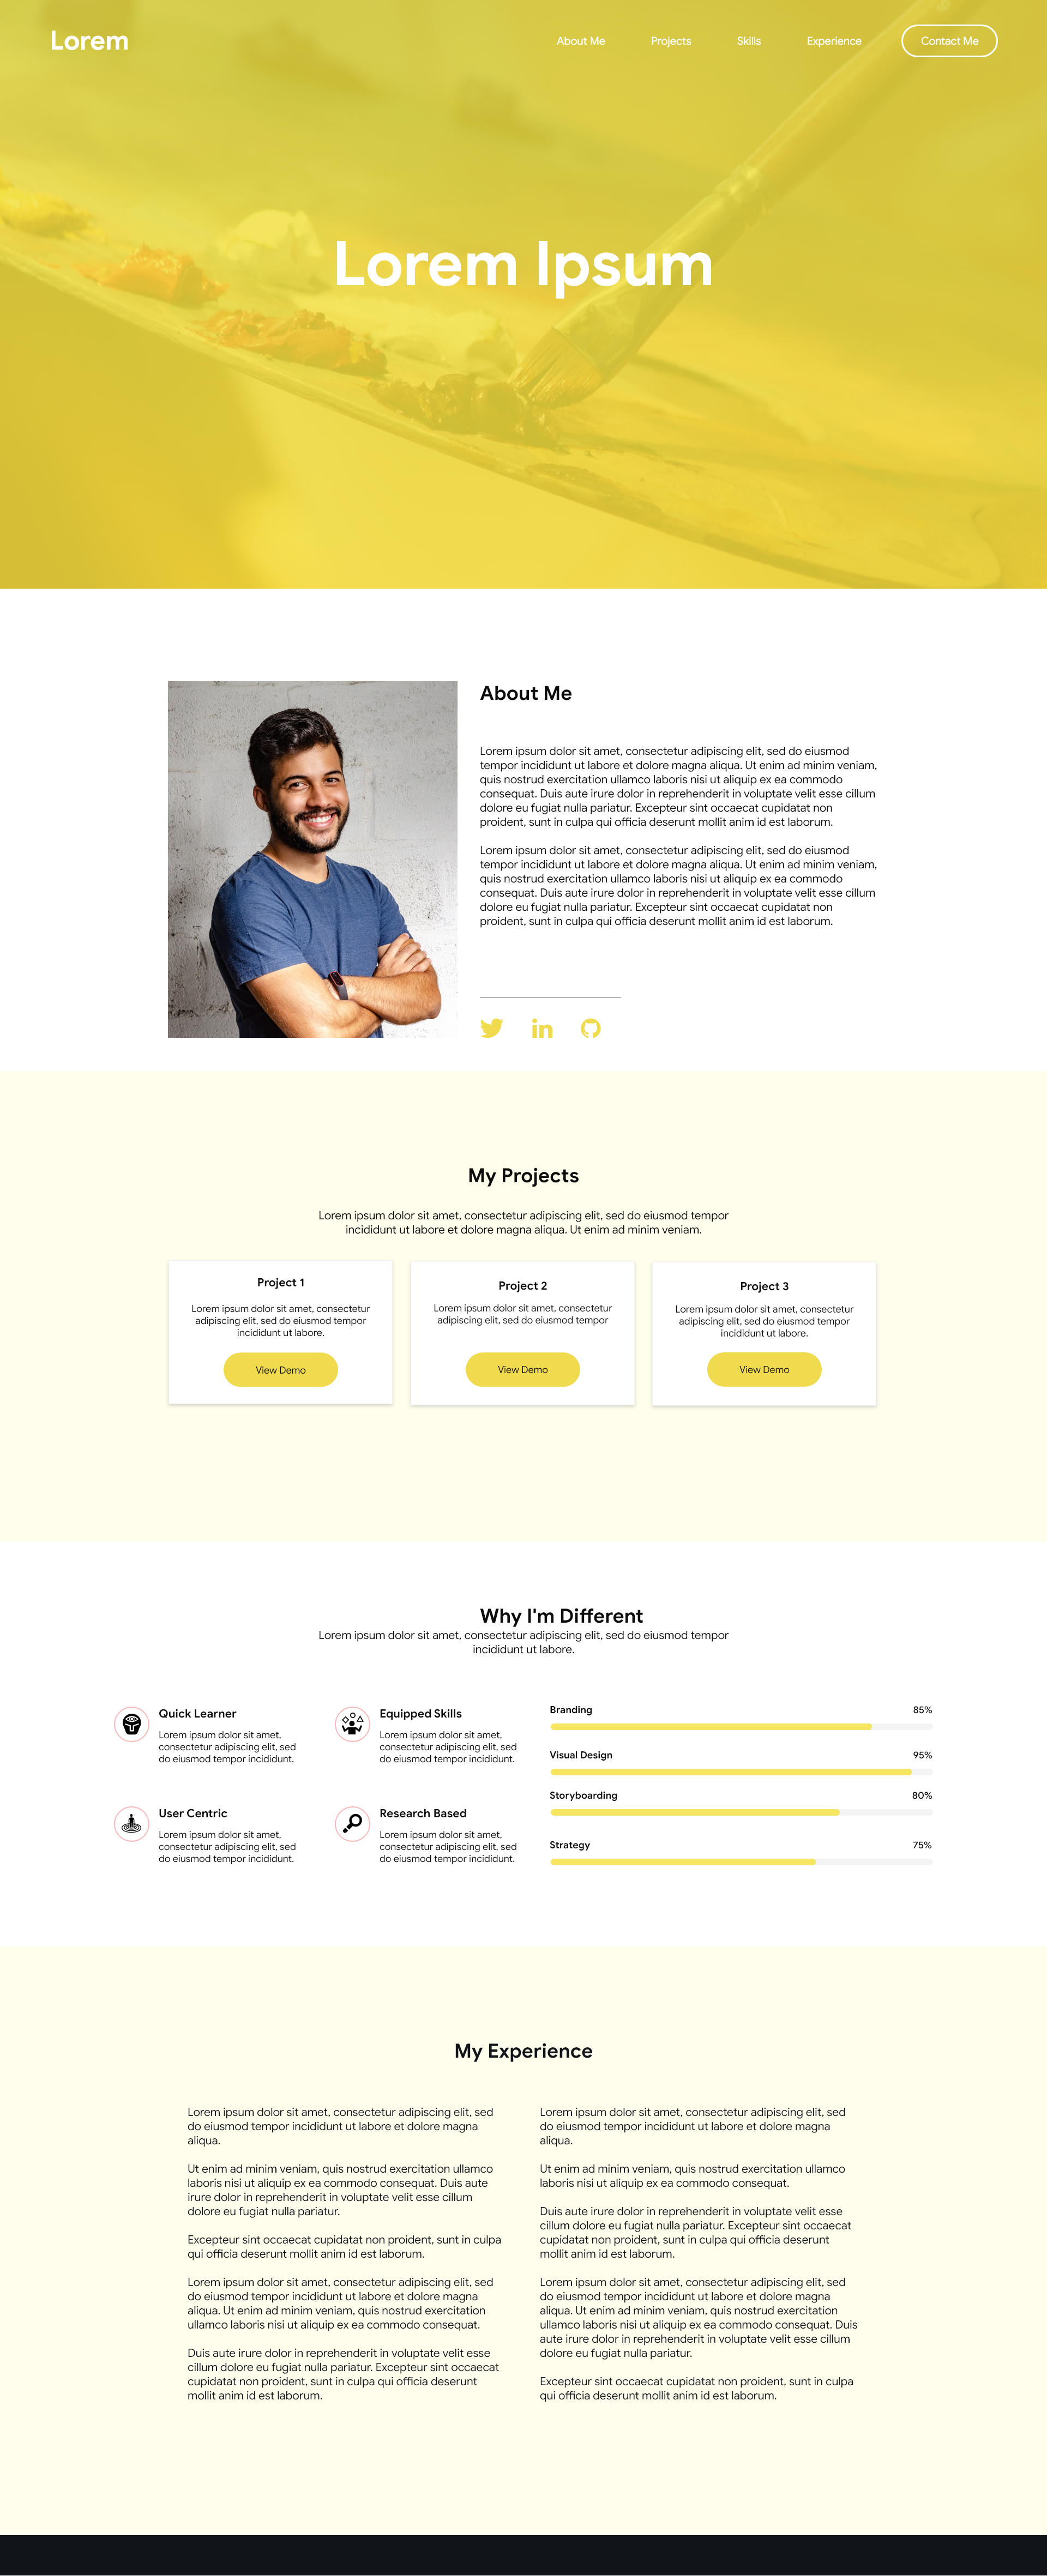 Lorem
About Me
Projects
Skills
Experience
Contact Me
Lorem Ipsum
About Me
Lorem ipsum dolor sit amet, consectetur adipiscing elit, sed do eiusmod
tempor incididunt ut labore et dolore magna aliqua. Ut enim ad minim veniam,
quis nostrud exercitation ullamco laboris nisi ut aliquip ex ea commodo
consequat. Duis aute irure dolor in reprehenderit in voluptate velit esse cillum
dolore eu fugiat nulla pariatur. Excepteur sint occaecat cupidatat non
proident, sunt in culpa qui officia deserunt mollit anim id est laborum.
Lorem ipsum dolor sit amet, consectetur adipiscing elit, sed do eiusmod
tempor incididunt ut labore et dolore magna aliqua. Ut enim ad minim veniam,
quis nostrud exercitation ullamco laboris nisi ut aliquip ex ea commodo
consequat. Duis aute irure dolor in reprehenderit in voluptate velit esse cillum
dolore eu fugiat nulla pariatur. Excepteur sint occaecat cupidatat non
proident, sunt in culpa qui officia deserunt mollit anim id est laborum.
in
My Projects
Lorem ipsum dolor sit amet, consectetur adipiscing elit, sed do eiusmod tempor
incididunt ut labore et dolore magna aliqua. Ut enim ad minim veniam.
Project 1
Lorem ipsum dolor sit amet, consectetur
adipiscing elit, sed do eiusmod tempor
incididunt ut labore.
View Demo
Project 2
Lorem ipsum dolor sit amet, consectetur
adipiscing elit, sed do eiusmod tempor
View Demo
Project 3
Lorem ipsum dolor sit amet, consectetur
adipiscing elit, sed do eiusmod tempor
incididunt ut labore.
View Demo
Why I'm Different
Lorem ipsum dolor sit amet, consectetur adipiscing elit, sed do eiusmod tempor
incididunt ut labore.
Quick Learner
Lorem ipsum dolor sit amet,
consectetur adipiscing elit, sed
do eiusmod tempor incididunt.
Equipped Skills
Lorem ipsum dolor sit amet,
consectetur adipiscing elit, sed
do eiusmod tempor incididunt.
User Centric
Lorem ipsum dolor sit amet,
consectetur adipiscing elit, sed
do eiusmod tempor incididunt.
Research Based
Lorem ipsum dolor sit amet,
consectetur adipiscing elit, sed
do eiusmod tempor incididunt.
Branding 85%
Visual Design 95%
Storyboarding 80%
Strategy 75%
My Experience
Lorem ipsum dolor sit amet, consectetur adipiscing elit, sed
do eiusmod tempor incididunt ut labore et dolore magna
aliqua.
Ut enim ad minim veniam, quis nostrud exercitation ullamco
laboris nisi ut aliquip ex ea commodo consequat. Duis aute
irure dolor in reprehenderit in voluptate velit esse cillum
dolore eu fugiat nulla pariatur.
Excepteur sint occaecat cupidatat non proident, sunt in culpa
qui officia deserunt mollit anim id est laborum.
Lorem ipsum dolor sit amet, consectetur adipiscing elit, sed
do eiusmod tempor incididunt ut labore et dolore magna
aliqua. Ut enim ad minim veniam, quis nostrud exercitation
ullamco laboris nisi ut aliquip ex ea commodo consequat.
Duis aute irure dolor in reprehenderit in voluptate velit esse
cillum dolore eu fugiat nulla pariatur. Excepteur sint occaecat
cupidatat non proident, sunt in culpa qui officia deserunt
mollit anim id est laborum.
Lorem ipsum dolor sit amet, consectetur adipiscing elit, sed
do eiusmod tempor incididunt ut labore et dolore magna
aliqua.
Ut enim ad minim veniam, quis nostrud exercitation ullamco
laboris nisi ut aliquip ex ea commodo consequat.
Duis aute irure dolor in reprehenderit in voluptate velit esse
cillum dolore eu fugiat nulla pariatur. Excepteur sint occaecat
cupidatat non proident, sunt in culpa qui officia deserunt
mollit anim id est laborum.
Lorem ipsum dolor sit amet, consectetur adipiscing elit, sed
do eiusmod tempor incididunt ut labore et dolore magna
aliqua. Ut enim ad minim veniam, quis nostrud exercitation
ullamco laboris nisi ut aliquip ex ea commodo consequat. Duis
aute irure dolor in reprehenderit in voluptate velit esse cillum
dolore eu fugiat nulla pariatur.
Excepteur sint occaecat cupidatat non proident, sunt in culpa
qui officia deserunt mollit anim id est laborum.